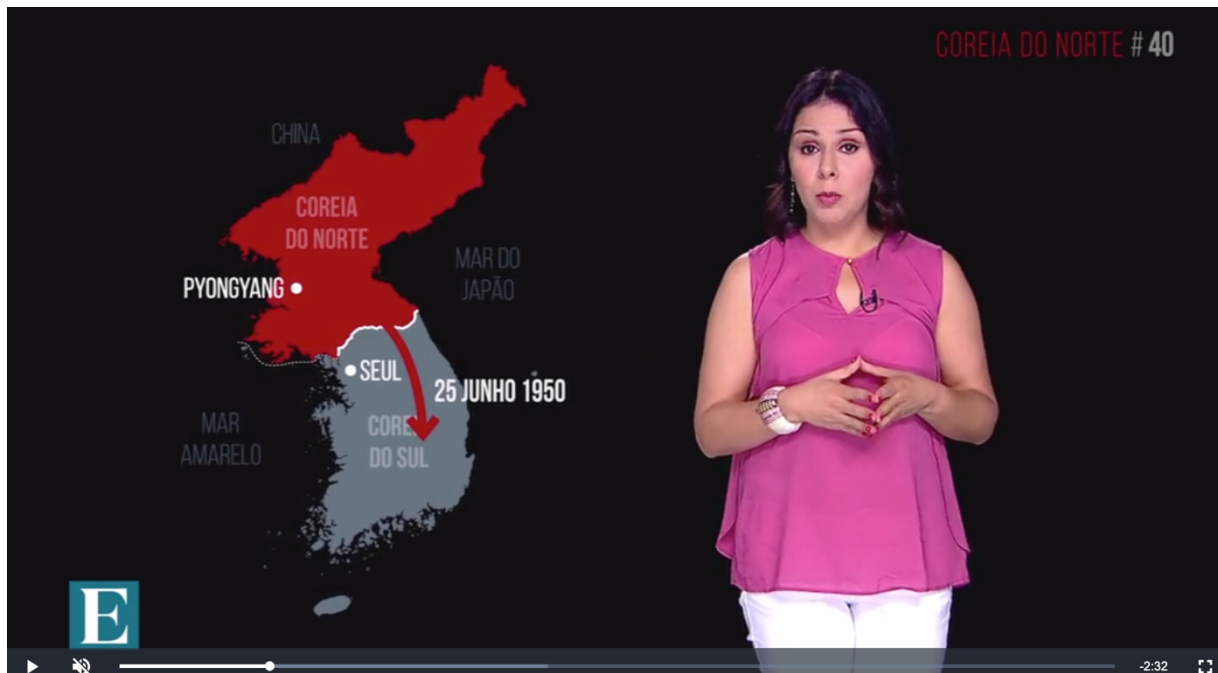 COREIA DO NORTE # 40
CHINA
COREIA
DO NORTE
MAR DO
JAPÃO
PYONGYANG
SEUL
25 JUNHO 1950
MAR
AMARELO
DO SUL
E
-2:32